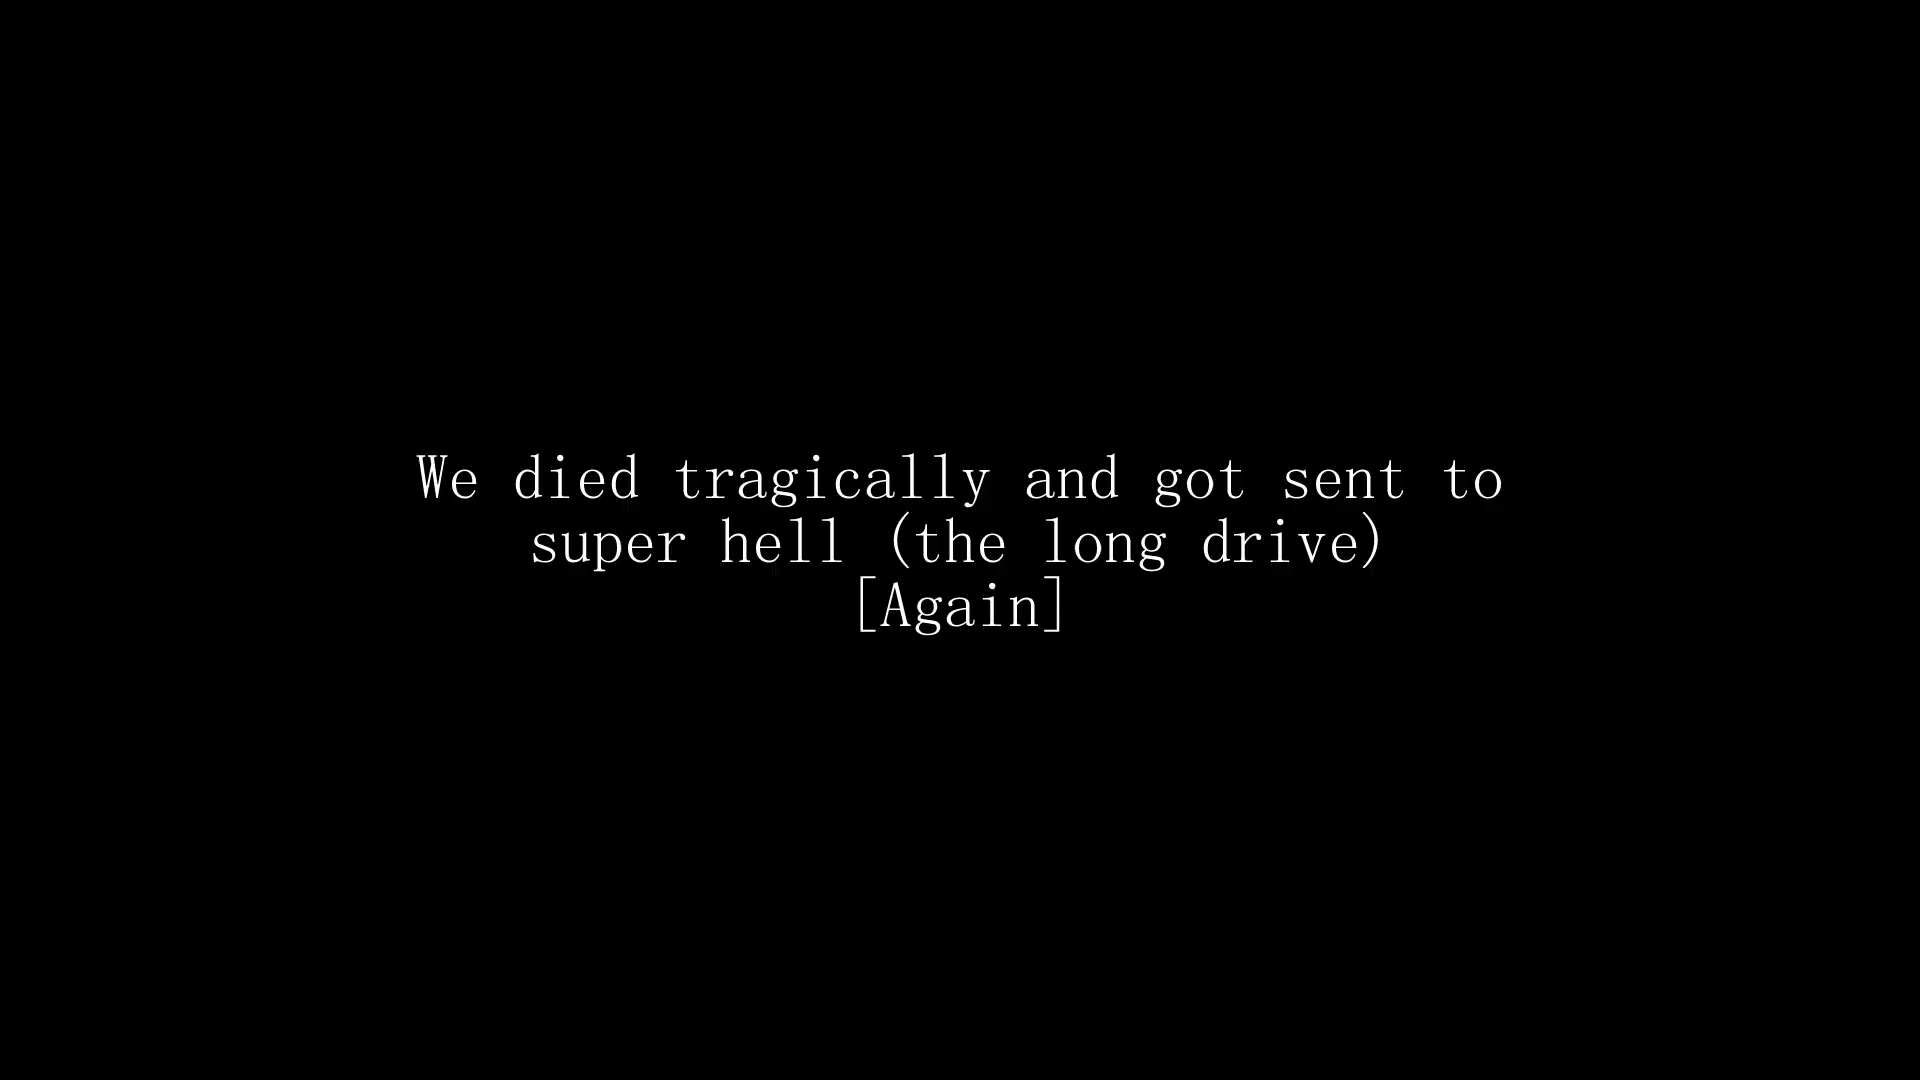 We died tragically and got sent to
super hell (the long drive)
[Again]